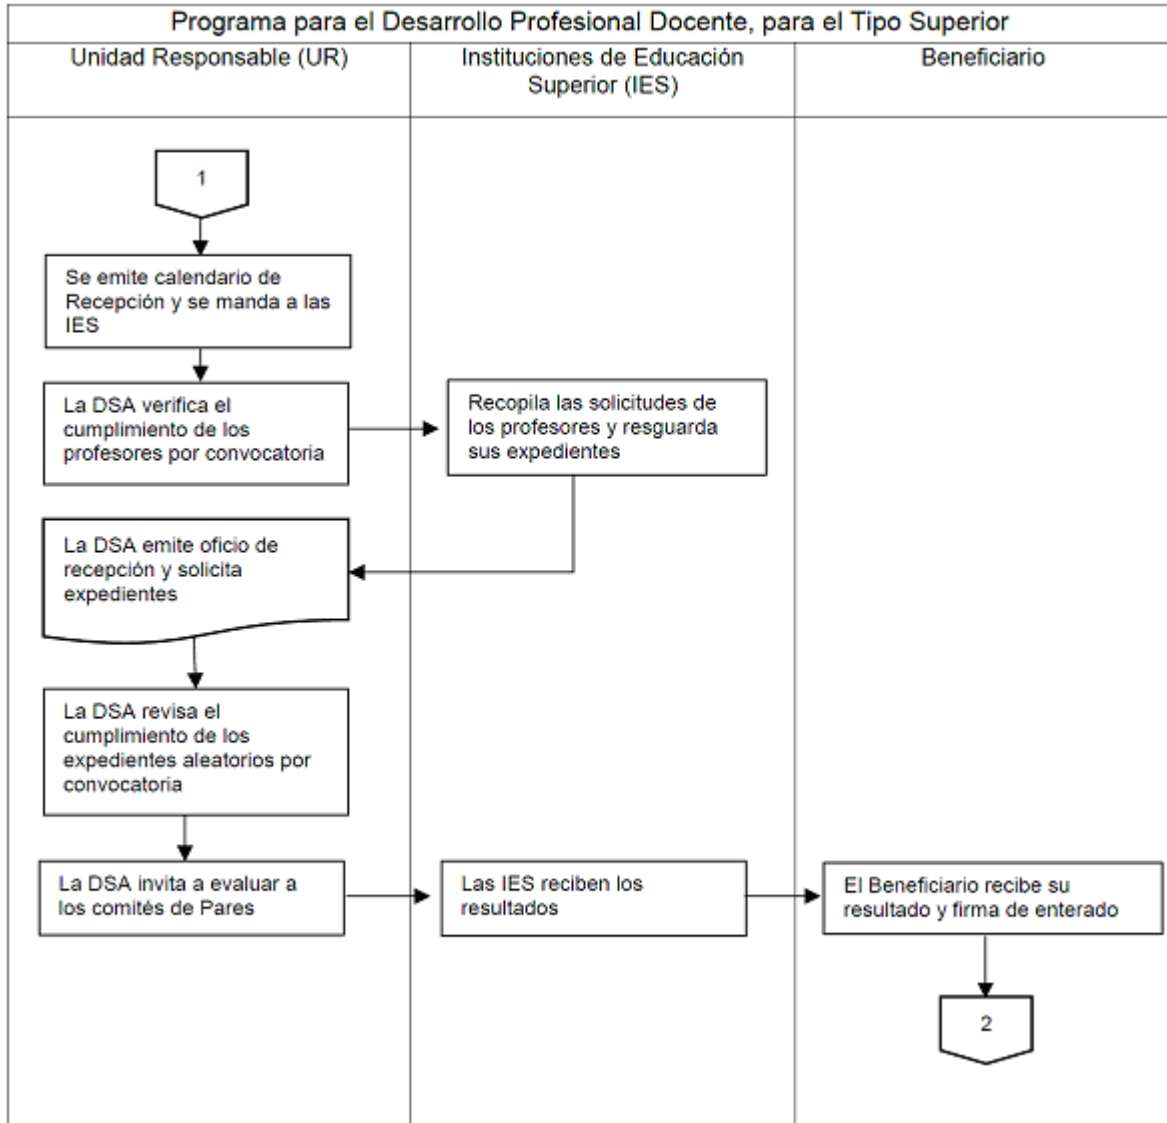 Programa para el Desarrollo Profesional Docente, para el Tipo Superior
Unidad Responsable (UR)
Instituciones de Educación
Superior (IES)
Beneficiario
1
Se emite calendario de
Recepción y se manda a las
IES
La DSA verifica el
cumplimiento de los
profesores por convocatoria
Recopila las solicitudes de
los profesores y resguarda
sus expedientes
La DSA emite oficio de
recepción y solicita
expedientes
La DSA revisa el
cumplimiento de los
expedientes aleatorios por
convocatoria
La DSA invita a evaluar a
los comités de Pares
Las IES reciben los
resultados
El Beneficiario recibe su
resultado y firma de enterado
2